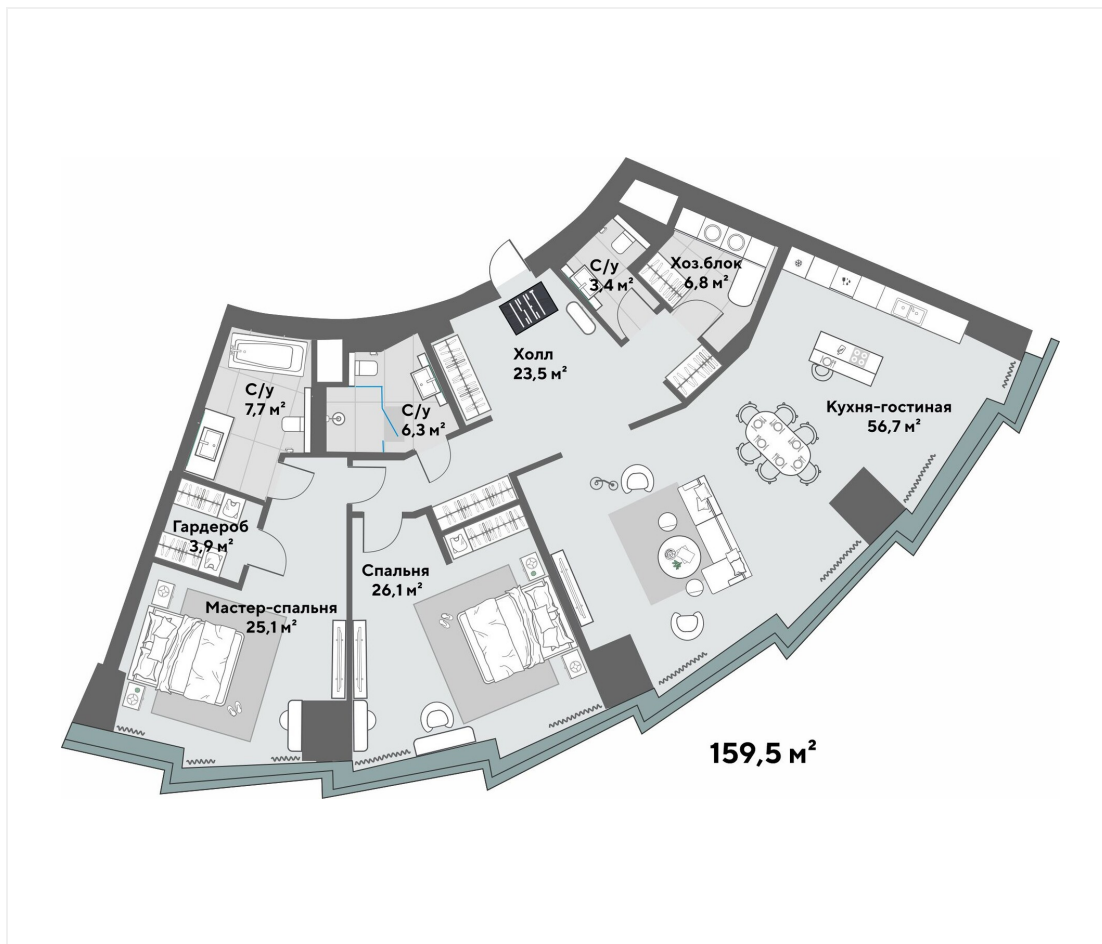 С/у
3,4 м²
Хоз.блок
6,8 м²
ISET
Холл
23,5 м²
С/у
7,7 м²
С/у
6,3 м²
Кухня-гостиная
56,7 м²
Гардероб
3,9 м²
Спальня
26,1 м²
Мастер-спальня
25,1 м²
159,5 м²